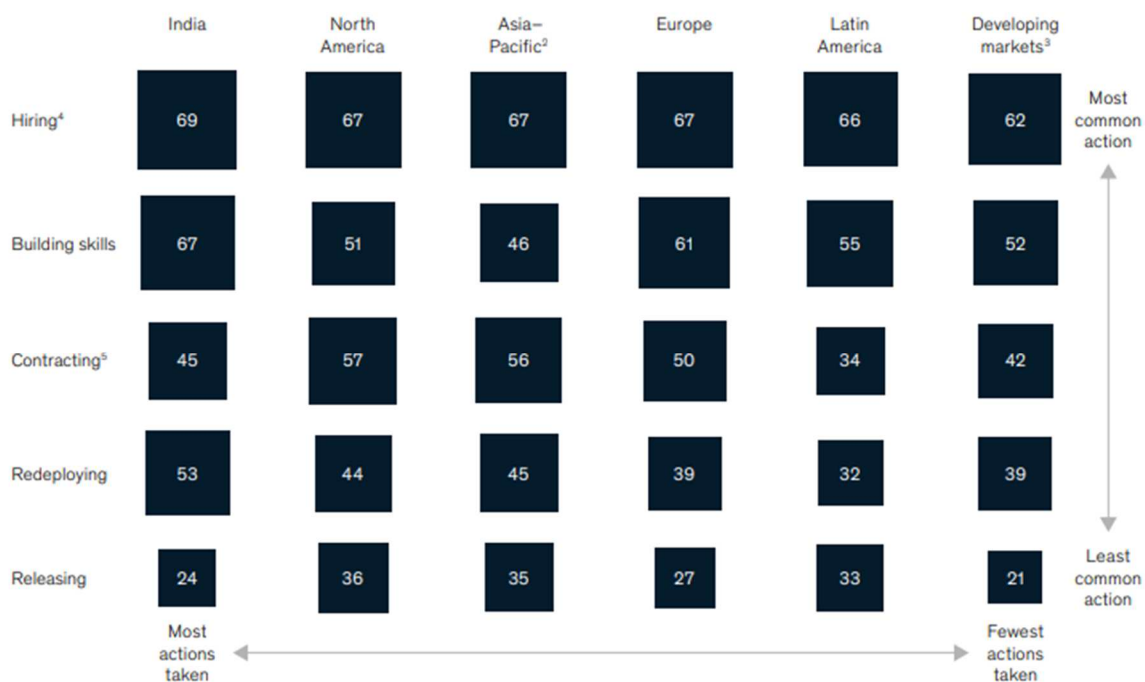 India
North
America
Asia–
Pacific²
Europe
Latin
America
Developing
markets³
Hiring⁴ 69 67 67 67 66 62
Most
common
action
Building skills 67 51 46 61 55 52
Contracting⁵ 45 57 56 50 34 42
Redeploying 53 44 45 39 32 39
Releasing 24 36 35 27 33 21
Least
common
action
Most
actions
taken
Fewest
actions
taken